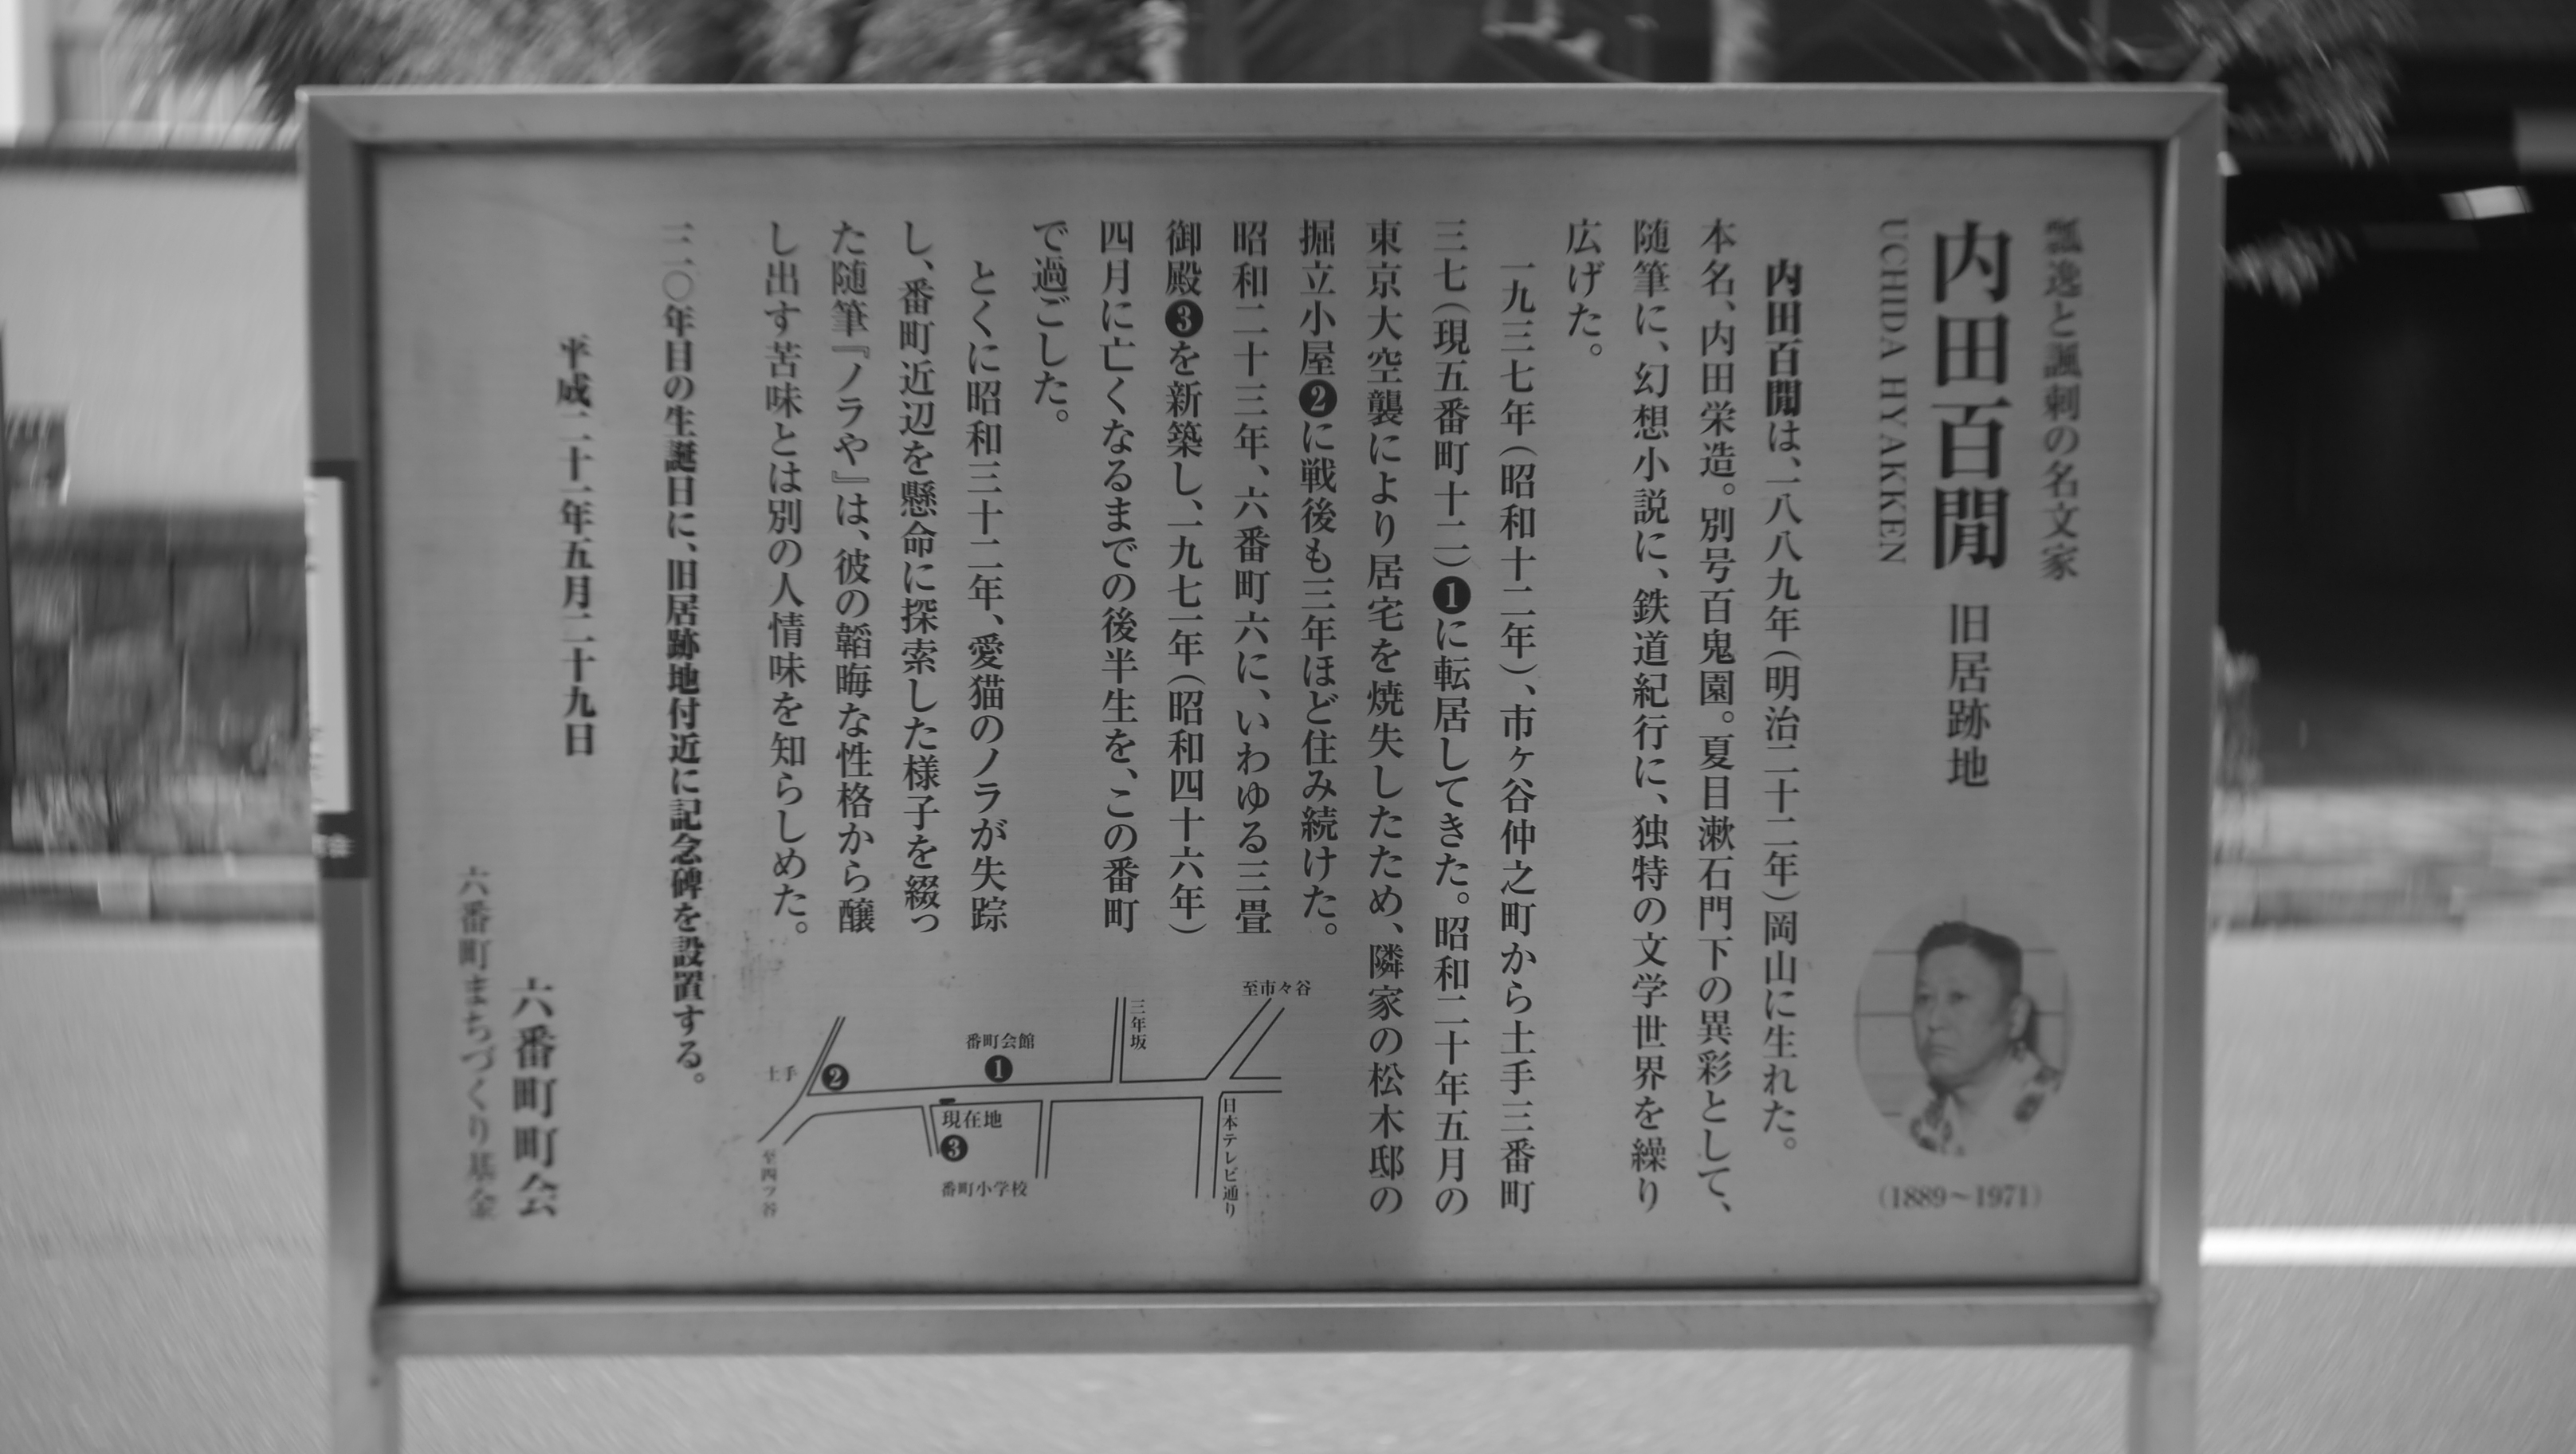 飄逸と諷刺の名文家
内田百閒 旧居跡地
UCHIDA HYAKKEN
(1889~1971)
内田百閒は、一八八九年(明治二十二年)岡山に生れた。
本名、内田栄造。別号百鬼園。夏目漱石門下の異彩として、
随筆に、幻想小説に、鉄道紀行に、独特の文学世界を繰り
広げた。
一九三七年(昭和十二年)、市ヶ谷仲之町から土手三番町
三七(現五番町十二)❶に転居してきた。昭和二十年五月の
東京大空襲により居宅を焼失したため、隣家の松木邸の
掘立小屋❷に戦後も三年ほど住み続けた。
昭和二十三年、六番町六に、いわゆる三畳
御殿❸を新築し、一九七一年(昭和四十六年)
四月に亡くなるまでの後半生を、この番町
で過ごした。
とくに昭和三十二年、愛猫のノラが失踪
し、番町近辺を懸命に探索した様子を綴っ
た随筆『ノラや』は、彼の韜晦な性格から醸
し出す苦味とは別の人情味を知らしめた。
至市々谷
三年坂
番町会館
❶
❷
土手
現在地
❸
番町小学校
日本テレビ通り
至四ッ谷
一二〇年目の生誕日に、旧居跡地付近に記念碑を設置する。
平成二十一年五月二十九日
六番町町会
六番町まちづくり基金